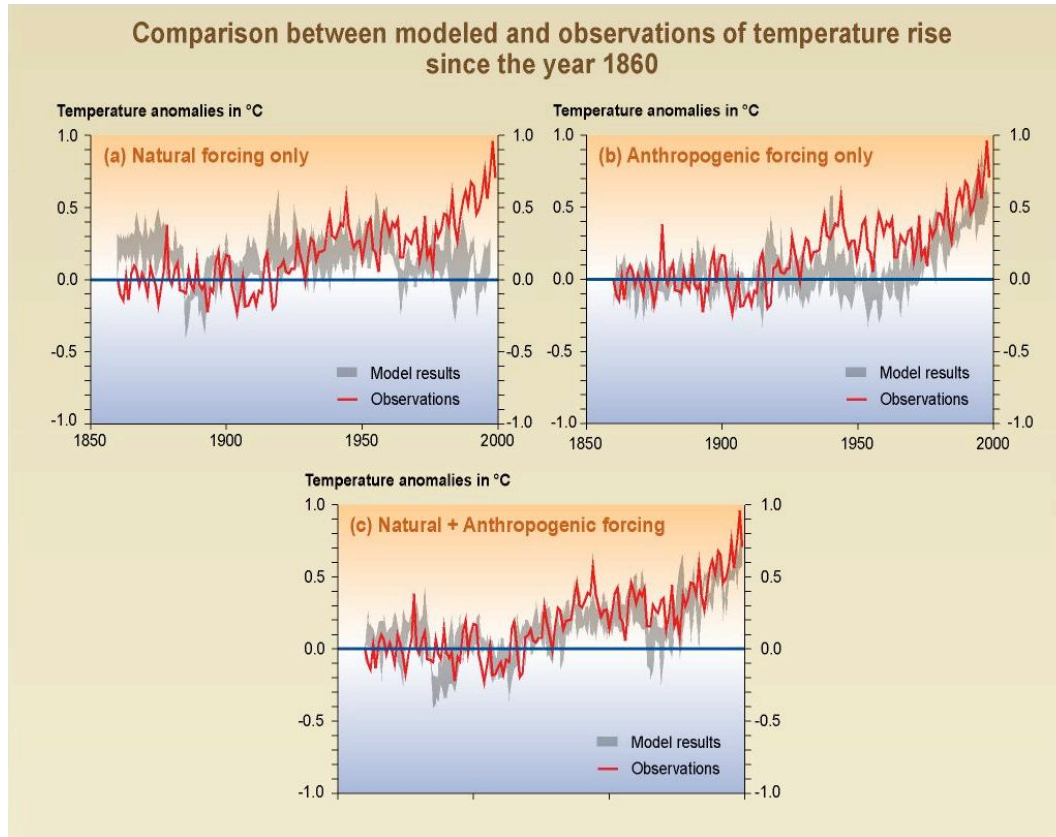 Comparison between modeled and observations of temperature rise
since the year 1860
Temperature anomalies in °C
1.0
1.0
(a) Natural forcing only
0.5
0.5
0.0
0.0
-0.5
-0.5
Model results
Observations
-1.0
-1.0
1850
1900
1950
2000
Temperature anomalies in °C
1.0
1.0
(b) Anthropogenic forcing only
0.5
0.5
0.0
0.0
-0.5
-0.5
Model results
Observations
-1.0
-1.0
1850
1900
1950
2000
Temperature anomalies in °C
1.0
1.0
(c) Natural + Anthropogenic forcing
0.5
0.5
0.0
0.0
-0.5
-0.5
Model results
Observations
-1.0
-1.0